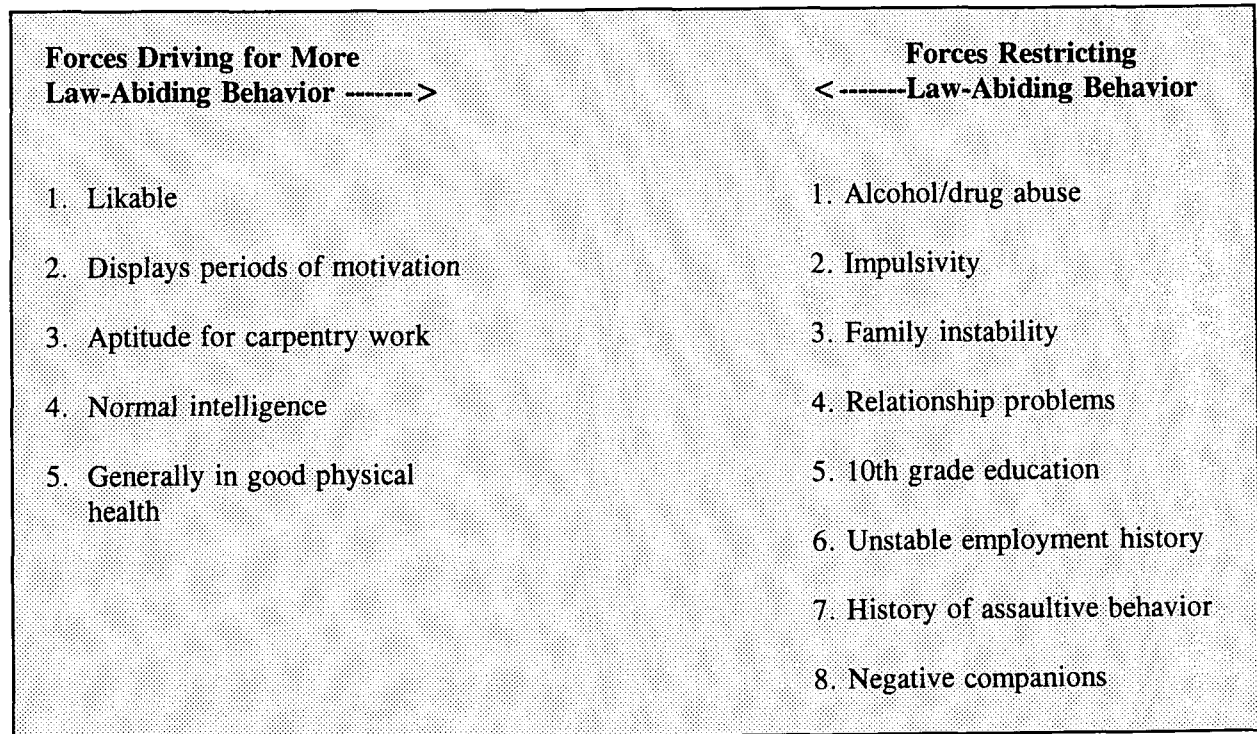 Forces Driving for More
Law-Abiding Behavior ------->
1. Likable
2. Displays periods of motivation
3. Aptitude for carpentry work
4. Normal intelligence
5. Generally in good physical
health
Forces Restricting
<-------Law-Abiding Behavior
1. Alcohol/drug abuse
2. Impulsivity
3. Family instability
4. Relationship problems
5. 10th grade education
6. Unstable employment history
7. History of assaultive behavior
8. Negative companions